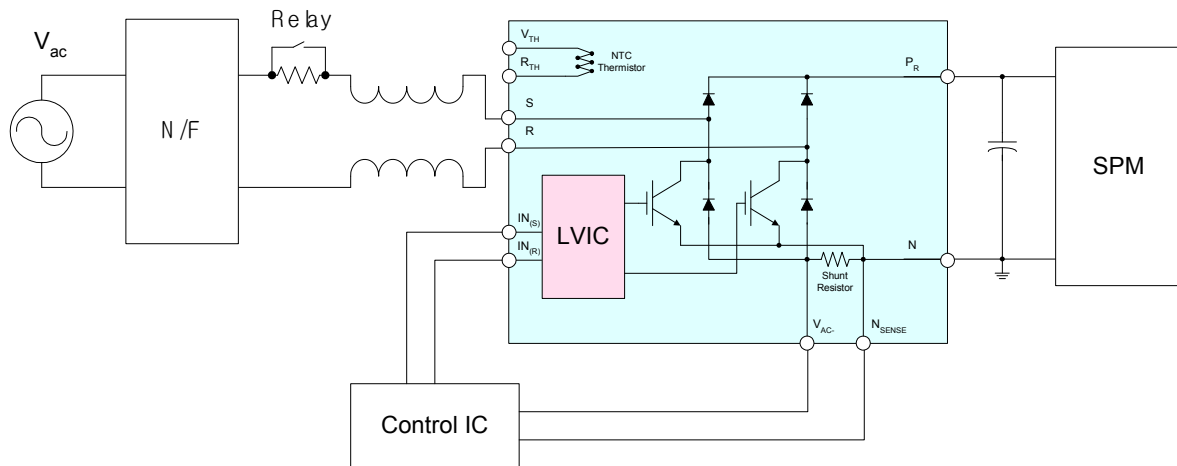 Relay
V_ac
N/F
V_TH
NTC
Thermistor
R_TH
P_R
S
R
SPM
IN_(S)
LVIC
IN_(R)
N
Shunt
Resistor
V_AC-
N_SENSE
Control IC